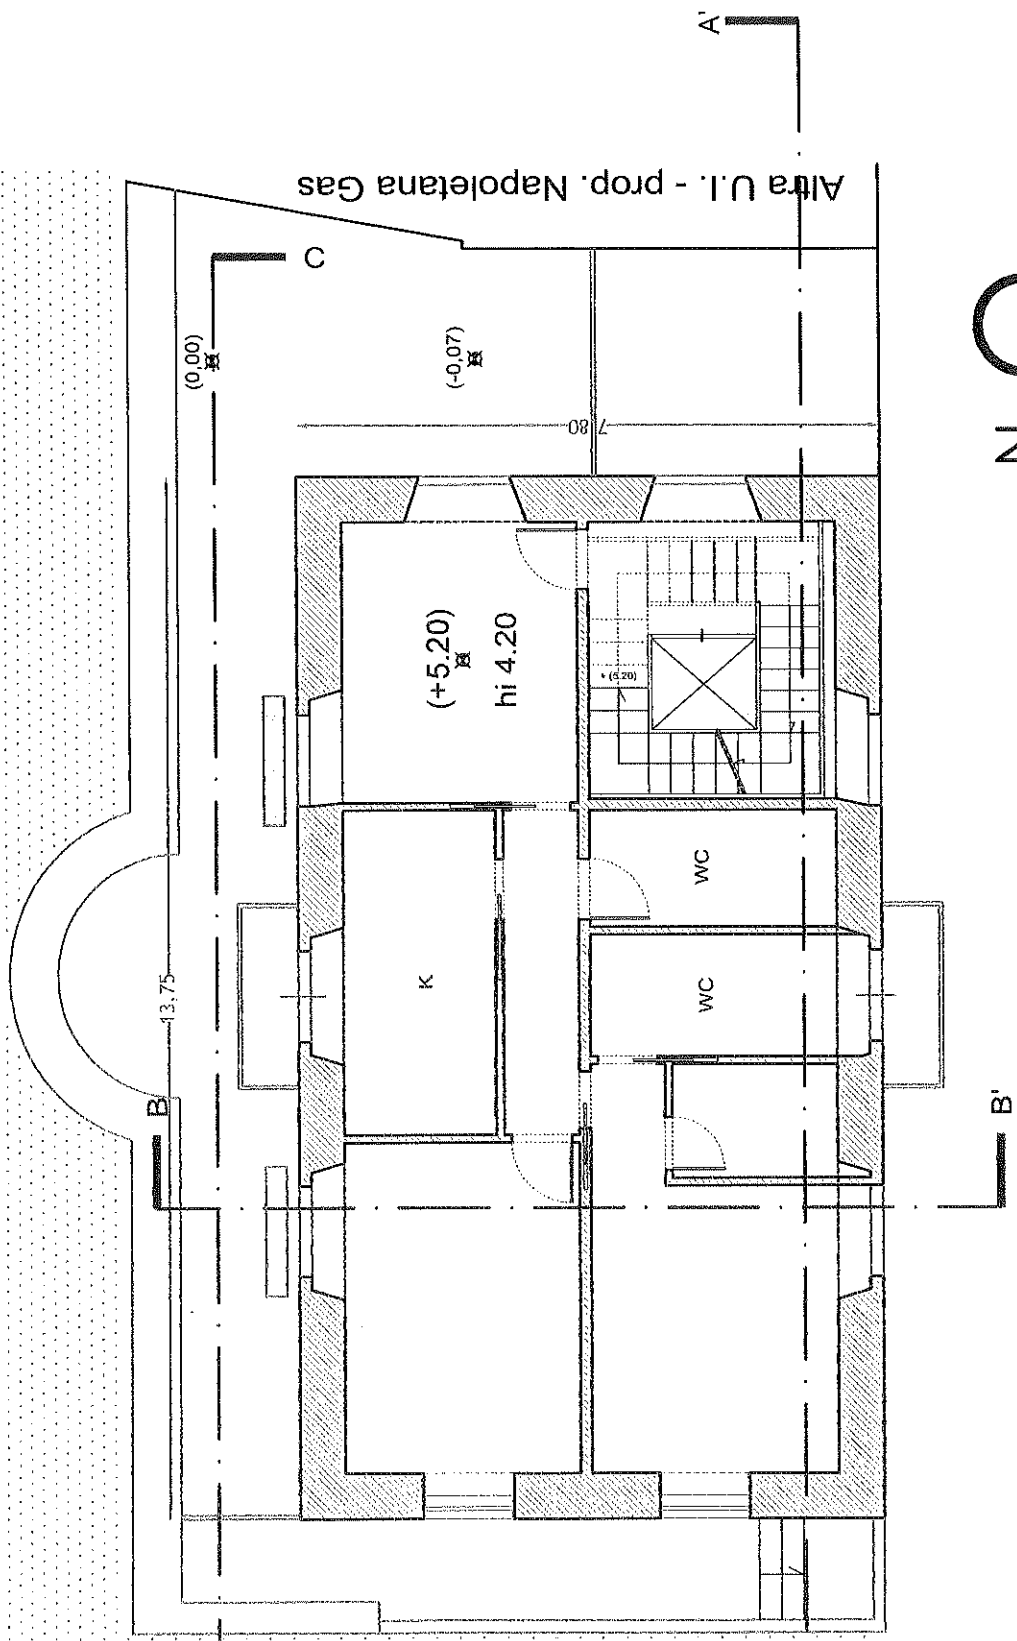 A'
Altra U.I. - prop. Napoletana Gas
C
(0,00)
(-0,07)
7,80
N
(+5.20)
hi 4.20
+ (5.20)
WC
K
WC
13,75
B
B'